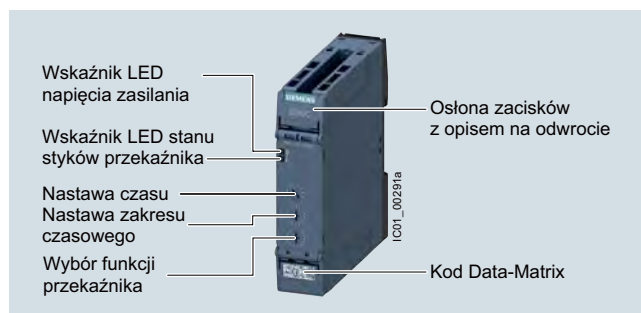 Wskaźnik LED
napięcia zasilania
Wskaźnik LED stanu
styków przekaźnika
Nastawa czasu
Nastawa zakresu
czasowego
Wybór funkcji
przekaźnika
SIEMENS
Osłona zacisków
z opisem na odwrocie
IC01_00291a
Kod Data-Matrix